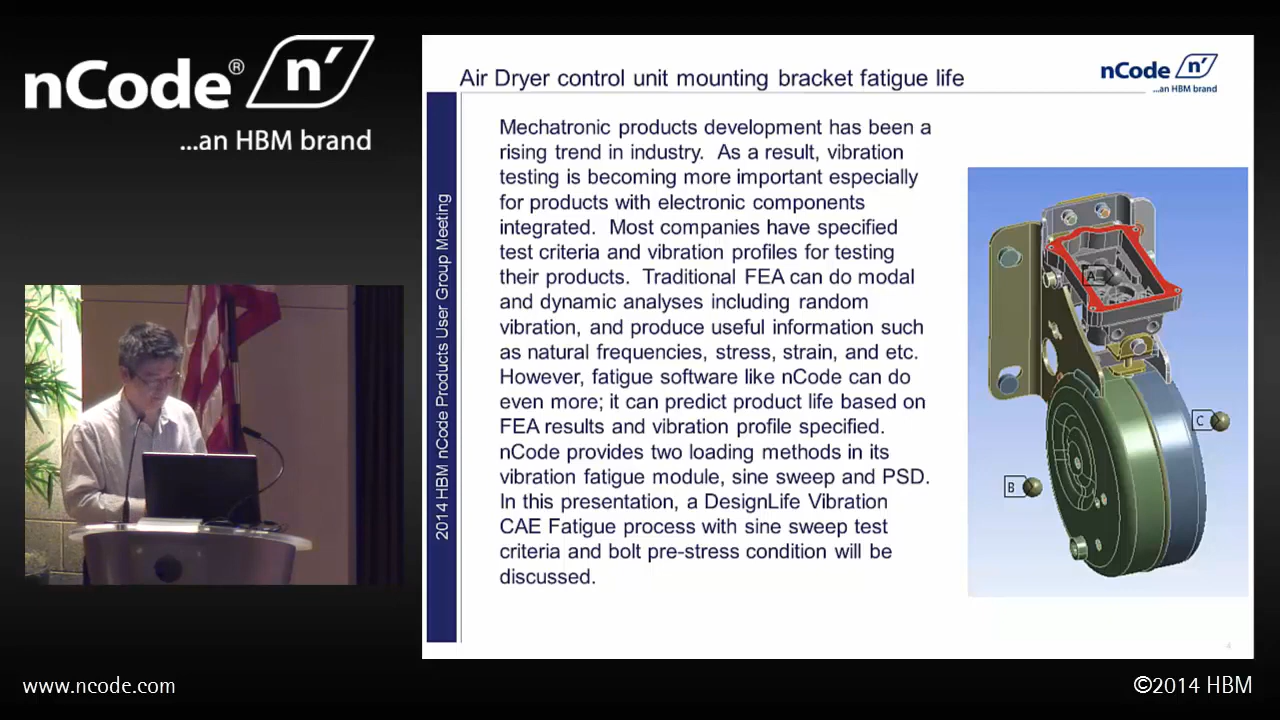 nCode® n'
...an HBM brand
Air Dryer control unit mounting bracket fatigue life
nCode n'
...an HBM brand
2014 HBM nCode Products User Group Meeting
Mechatronic products development has been a
rising trend in industry. As a result, vibration
testing is becoming more important especially
for products with electronic components
integrated. Most companies have specified
test criteria and vibration profiles for testing
their products. Traditional FEA can do modal
and dynamic analyses including random
vibration, and produce useful information such
as natural frequencies, stress, strain, and etc.
However, fatigue software like nCode can do
even more; it can predict product life based on
FEA results and vibration profile specified.
nCode provides two loading methods in its
vibration fatigue module, sine sweep and PSD.
In this presentation, a DesignLife Vibration
CAE Fatigue process with sine sweep test
criteria and bolt pre-stress condition will be
discussed.
A
B
C
4
www.ncode.com
©2014 HBM